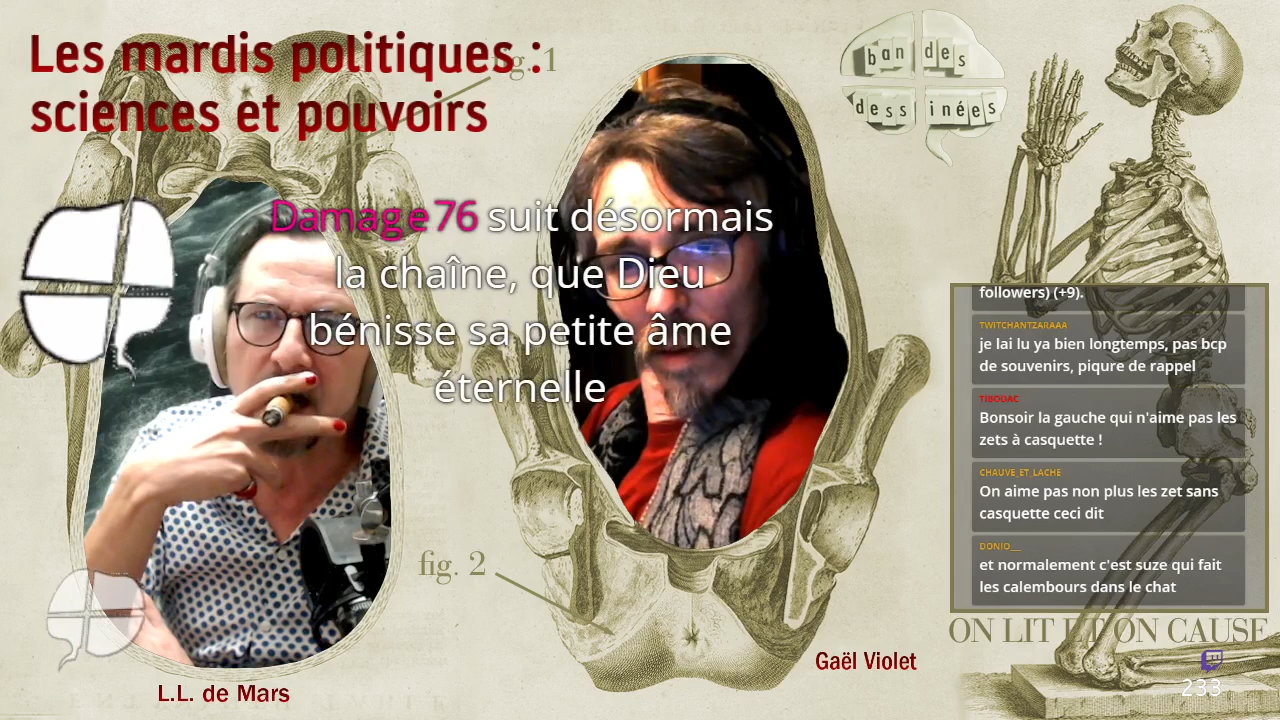 Les mardis politiques :
sciences et pouvoirs
fig. 1
ban des
dess inées
Damage76 suit désormais
la chaîne, que Dieu
bénisse sa petite âme
éternelle
followers) (+9).
TWITCHANTZARAAA
je lai lu ya bien longtemps, pas bcp
de souvenirs, piqure de rappel
TIBODAC
Bonsoir la gauche qui n'aime pas les
zets à casquette !
CHAUVE_ET_LACHE
On aime pas non plus les zet sans
casquette ceci dit
DONIO__
et normalement c'est suze qui fait
les calembours dans le chat
fig. 2
ON LIT ET ON CAUSE
Gaël Violet
L.L. de Mars
233